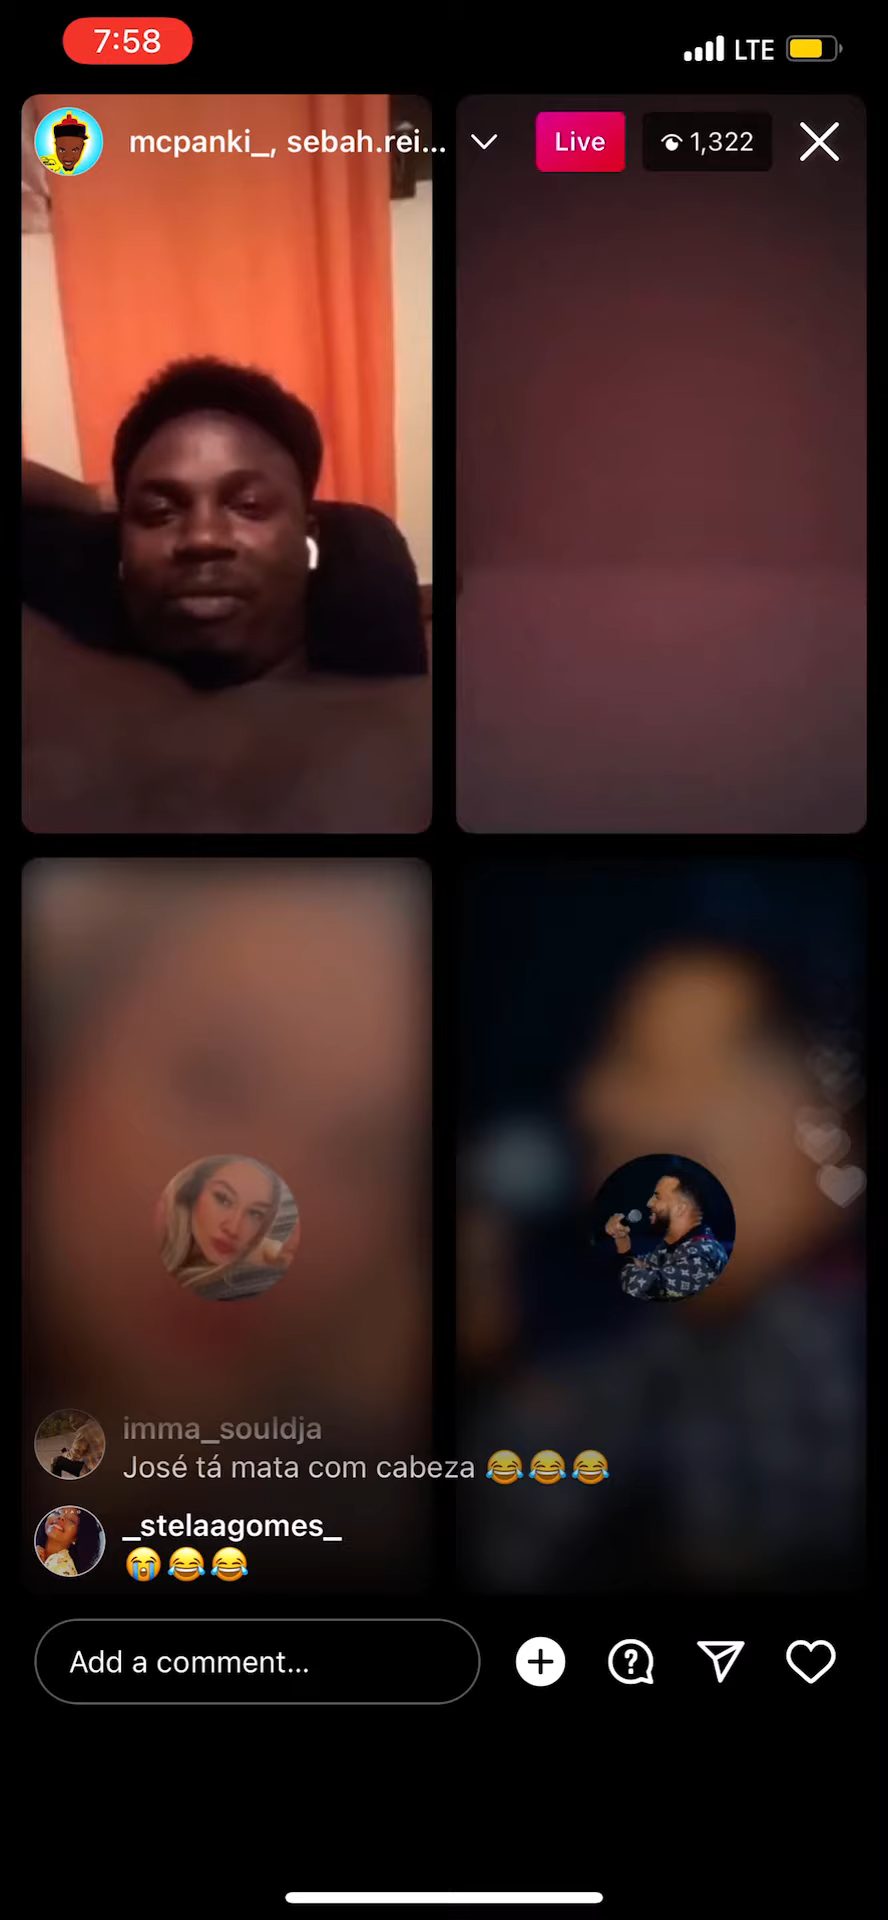 7:58
LTE
mcpanki_, sebah.rei...
Live
1,322
imma_souldja
José tá mata com cabeza 😂😂😂
_stelaagomes_
😭😂😂
Add a comment...